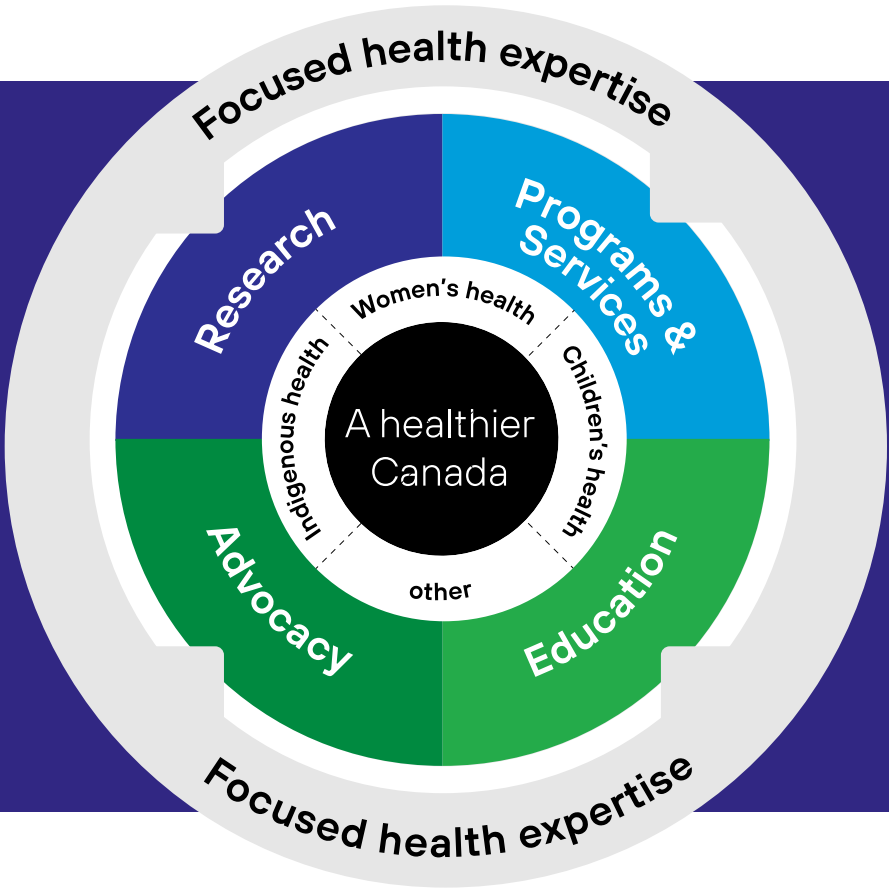 Focused health expertise
Research
Programs &
Services
Women's health
Indigenous health
Children's health
A healthier
Canada
other
Advocacy
Education
Focused health expertise